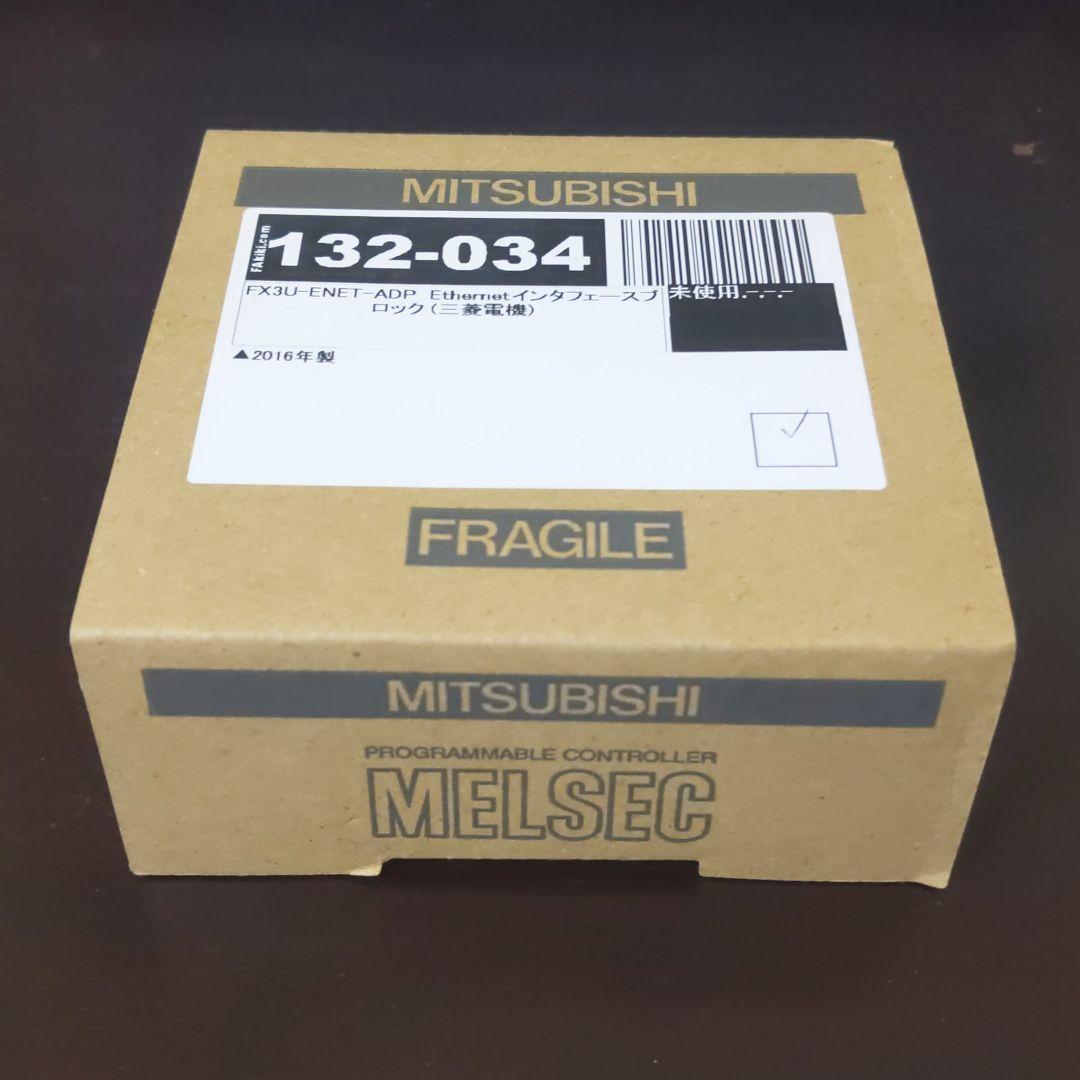 MITSUBISHI
FAkiki.com
132-034
FX3U-ENET-ADP Ethernetインタフェースブ
ロック(三菱電機)
未使用.-.-.-
▲2016年製
FRAGILE
MITSUBISHI
PROGRAMMABLE CONTROLLER
MELSEC